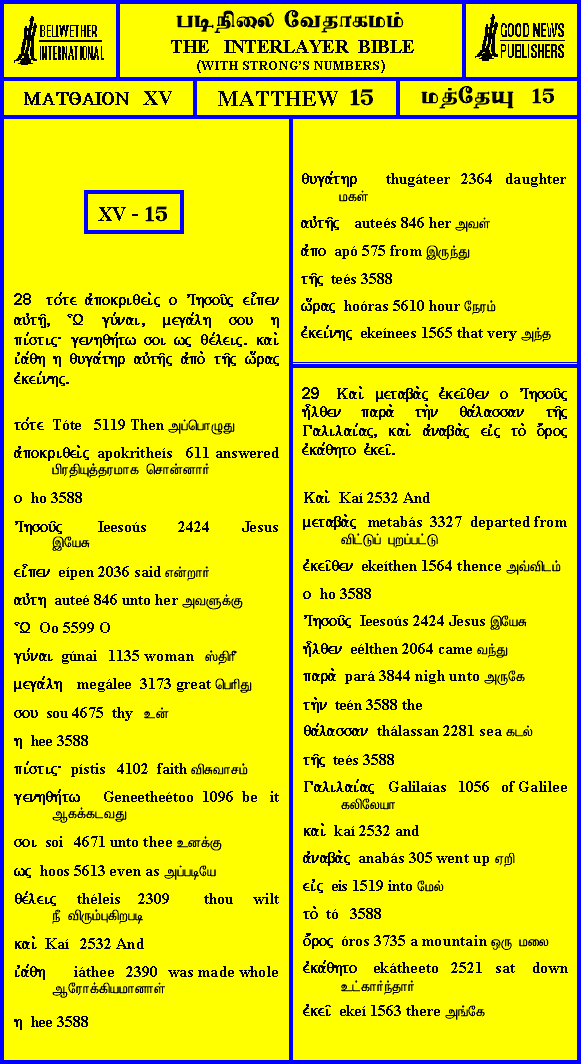 BELLWETHER
INTERNATIONAL
படிநிலை வேதாகமம்
THE INTERLAYER BIBLE
(WITH STRONG'S NUMBERS)
GOOD NEWS
PUBLISHERS
ΜΑΤΘΑΙΟΝ XV
MATTHEW 15
மத்தேயு 15
XV - 15
28 τότε ἀποκριθεὶς ο Ἰησοῦς εἶπεν
αὐτῇ, Ὦ γύναι, μεγάλη σου η
πίστις· γενηθήτω σοι ως θέλεις. καὶ
ἰάθη η θυγάτηρ αὐτῆς ἀπὸ τῆς ὥρας
ἐκείνης.
τότε Tóte 5119 Then அப்பொழுது
ἀποκριθεὶς apokritheís 611 answered
பிரதியுத்தரமாக சொன்னார்
ο ho 3588
Ἰησοῦς Ieesoús 2424 Jesus
இயேசு
εἶπεν eípen 2036 said என்றார்
αὐτη auteé 846 unto her அவளுக்கு
Ὦ Oo 5599 O
γύναι gúnai 1135 woman ஸ்திரீ
μεγάλη megálee 3173 great பெரிது
σου sou 4675 thy உன்
η hee 3588
πίστις· pístis 4102 faith விசுவாசம்
γενηθήτω Geneetheétoo 1096 be it
ஆகக்கடவது
σοι soi 4671 unto thee உனக்கு
ως hoos 5613 even as அப்படியே
θέλεις théleis 2309 thou wilt
நீ விரும்புகிறபடி
καὶ Kaí 2532 And
ἰάθη iáthee 2390 was made whole
ஆரோக்கியமானாள்
η hee 3588
θυγάτηρ thugáteer 2364 daughter
மகள்
αὐτῆς auteés 846 her அவள்
ἀπο apó 575 from இருந்து
τῆς teés 3588
ὥρας hoóras 5610 hour நேரம்
ἐκείνης ekeínees 1565 that very அந்த
29 Καὶ μεταβὰς ἐκεῖθεν ο Ἰησοῦς
ἦλθεν παρὰ τὴν θάλασσαν τῆς
Γαλιλαίας, καὶ ἀναβὰς εἰς τὸ ὄρος
ἐκάθητο ἐκεῖ.
Καὶ Kaí 2532 And
μεταβὰς metabás 3327 departed from
விட்டுப் புறப்பட்டு
ἐκεῖθεν ekeíthen 1564 thence அவ்விடம்
ο ho 3588
Ἰησοῦς Ieesoús 2424 Jesus இயேசு
ἦλθεν eélthen 2064 came வந்து
παρὰ pará 3844 nigh unto அருகே
τὴν teén 3588 the
θάλασσαν thálassan 2281 sea கடல்
τῆς teés 3588
Γαλιλαίας Galilaías 1056 of Galilee
கலிலேயா
καὶ kaí 2532 and
ἀναβὰς anabás 305 went up ஏறி
εἰς eis 1519 into மேல்
τὸ tó 3588
ὄρος óros 3735 a mountain ஒரு மலை
ἐκάθητο ekátheeto 2521 sat down
உட்கார்ந்தார்
ἐκεῖ ekeí 1563 there அங்கே